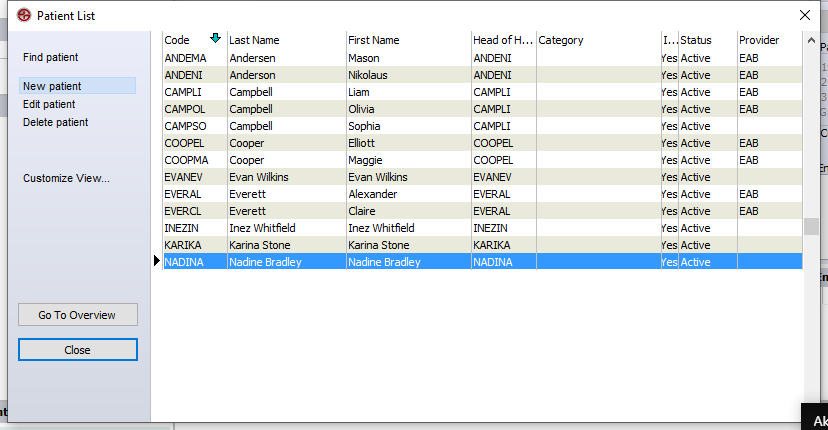 Patient List
Find patient
New patient
Edit patient
Delete patient
Customize View...
Go To Overview
Close
Code Last Name First Name Head of H... Category I... Status Active Provider
ANDEMA Andersen Mason ANDENI Yes Active EAB
ANDENI Anderson Nikolaus ANDENI Yes Active EAB
CAMPLI Campbell Liam CAMPLI Yes Active EAB
CAMPOL Campbell Olivia CAMPLI Yes Active EAB
CAMPSO Campbell Sophia CAMPLI Yes Active
COOPEL Cooper Elliott COOPEL Yes Active EAB
COOPMA Cooper Maggie COOPEL Yes Active EAB
EVANEV Evan Wilkins Evan Wilkins EVANEV Yes Active
EVERAL Everett Alexander EVERAL Yes Active EAB
EVERCL Everett Claire EVERAL Yes Active EAB
INEZIN Inez Whitfield Inez Whitfield INEZIN Yes Active
KARIKA Karina Stone Karina Stone KARIKA Yes Active
NADINA Nadine Bradley Nadine Bradley NADINA Yes Active
Ak